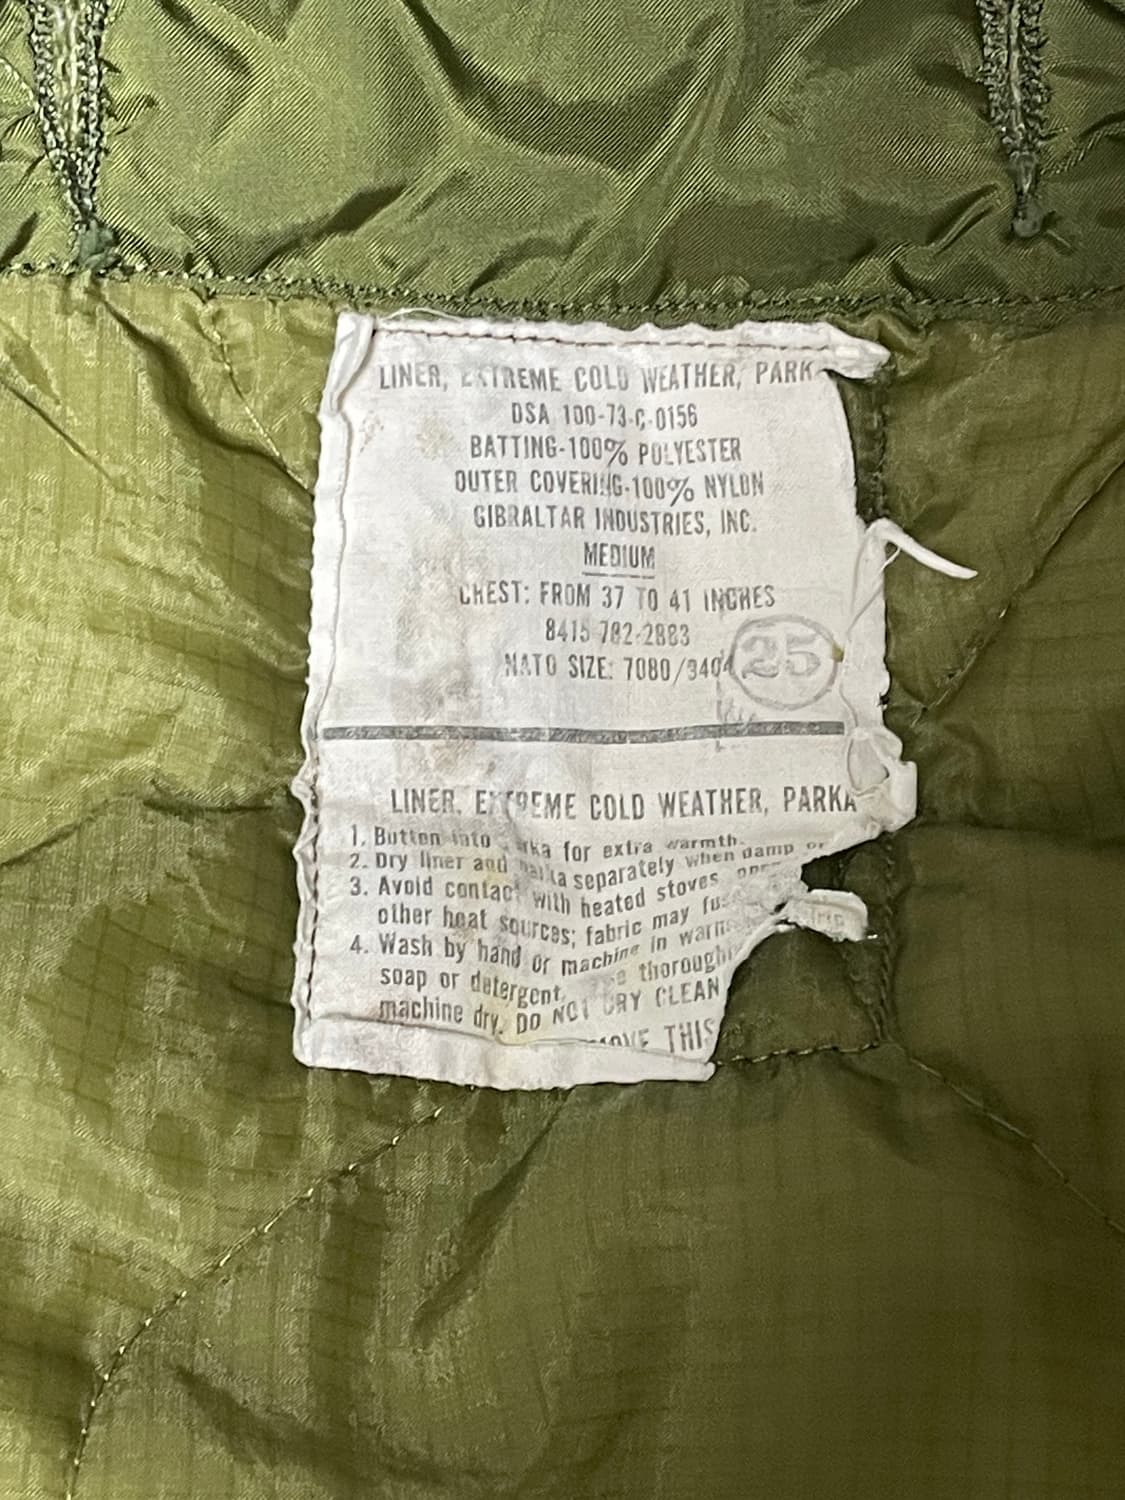 LINER, EXTREME COLD WEATHER, PARK
DSA 100-73-C-0156
BATTING-100% POLYESTER
OUTER COVERING-100% NYLON
GIBRALTAR INDUSTRIES, INC.
MEDIUM
CHEST: FROM 37 TO 41 INCHES
8415-782-2883
NATO SIZE: 7080/9404
25
LINER, EXTREME COLD WEATHER, PARKA
1. Button into parka for extra warmth.
2. Dry liner and parka separately when damp or
3. Avoid contact with heated stoves
other heat sources; fabric may
4. Wash by hand or machine in warm
soap or detergent.
machine dry. DO NOT DRY CLEAN
THIS